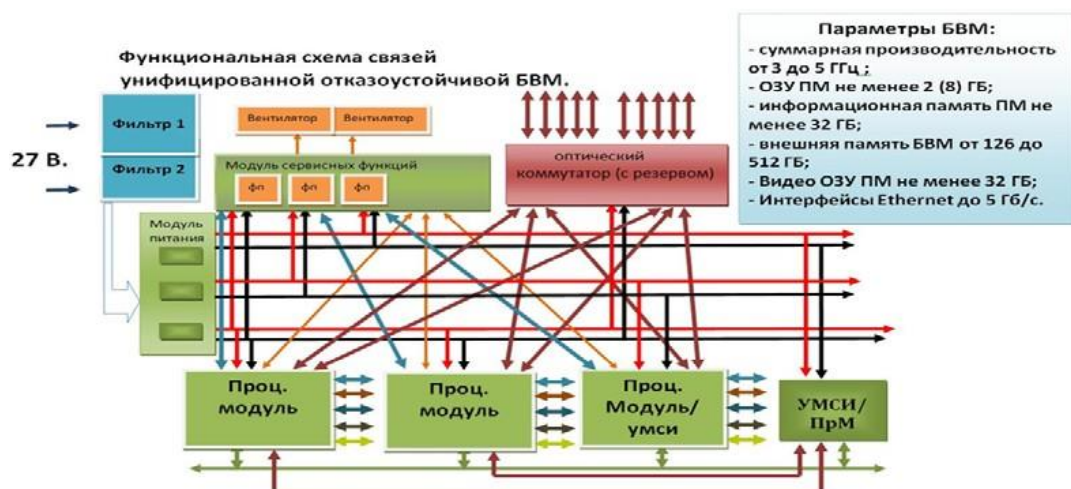 Функциональная схема связей
унифицированной отказоустойчивой БВМ.
Параметры БВМ:
- суммарная производительность
от 3 до 5 ГГц ;
- ОЗУ ПМ не менее 2 (8) ГБ;
- информационная память ПМ не
менее 32 ГБ;
- внешняя память БВМ от 126 до
512 ГБ;
- Видео ОЗУ ПМ не менее 32 ГБ;
- Интерфейсы Ethernet до 5 Гб/с.
27 В.
Фильтр 1
Фильтр 2
Вентилятор
Вентилятор
Модуль сервисных функций
фп
фп
фп
оптический
коммутатор (с резервом)
Модуль
питания
Проц.
модуль
Проц.
модуль
Проц.
Модуль/
умси
УМСИ/
ПрМ